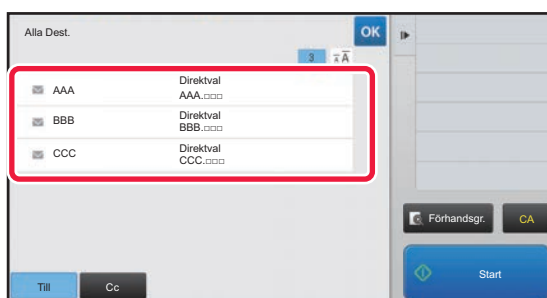 Alla Dest.
OK
3
AAA
Direktval
AAA.□□□
BBB
Direktval
BBB.□□□
CCC
Direktval
CCC.□□□
Förhandsgr.
CA
Till
Cc
Start